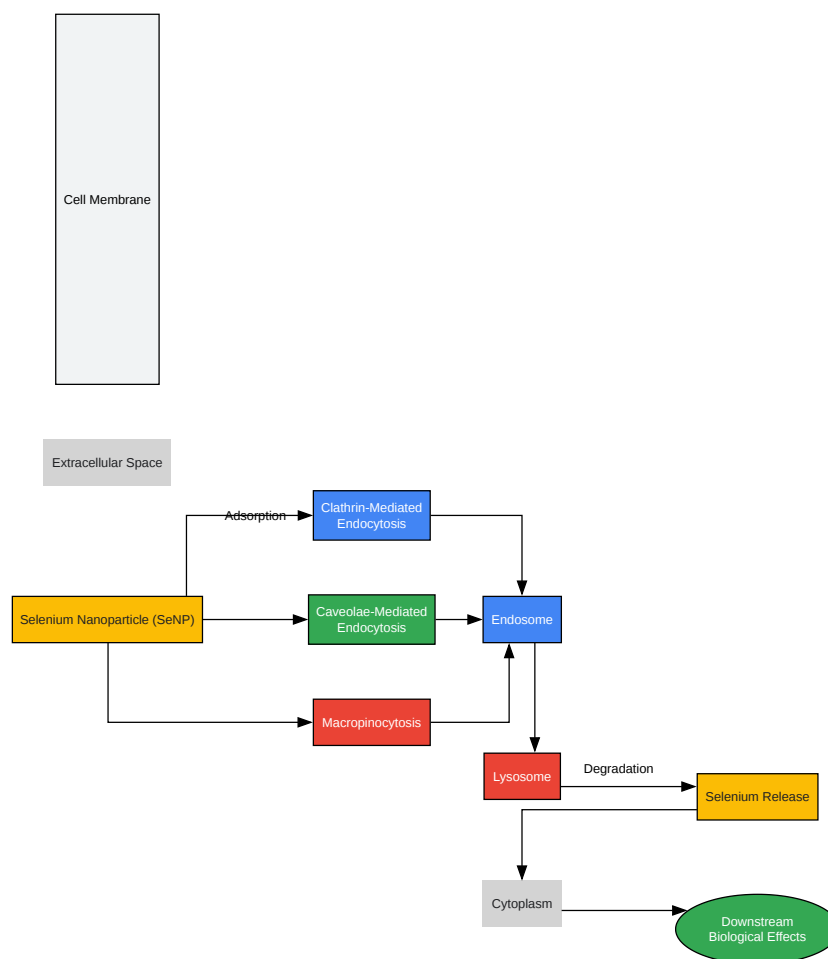 Cell Membrane
Extracellular Space
Adsorption
Clathrin-Mediated
Endocytosis
Selenium Nanoparticle (SeNP)
Caveolae-Mediated
Endocytosis
Endosome
Macropinocytosis
Lysosome
Degradation
Selenium Release
Cytoplasm
Downstream
Biological Effects